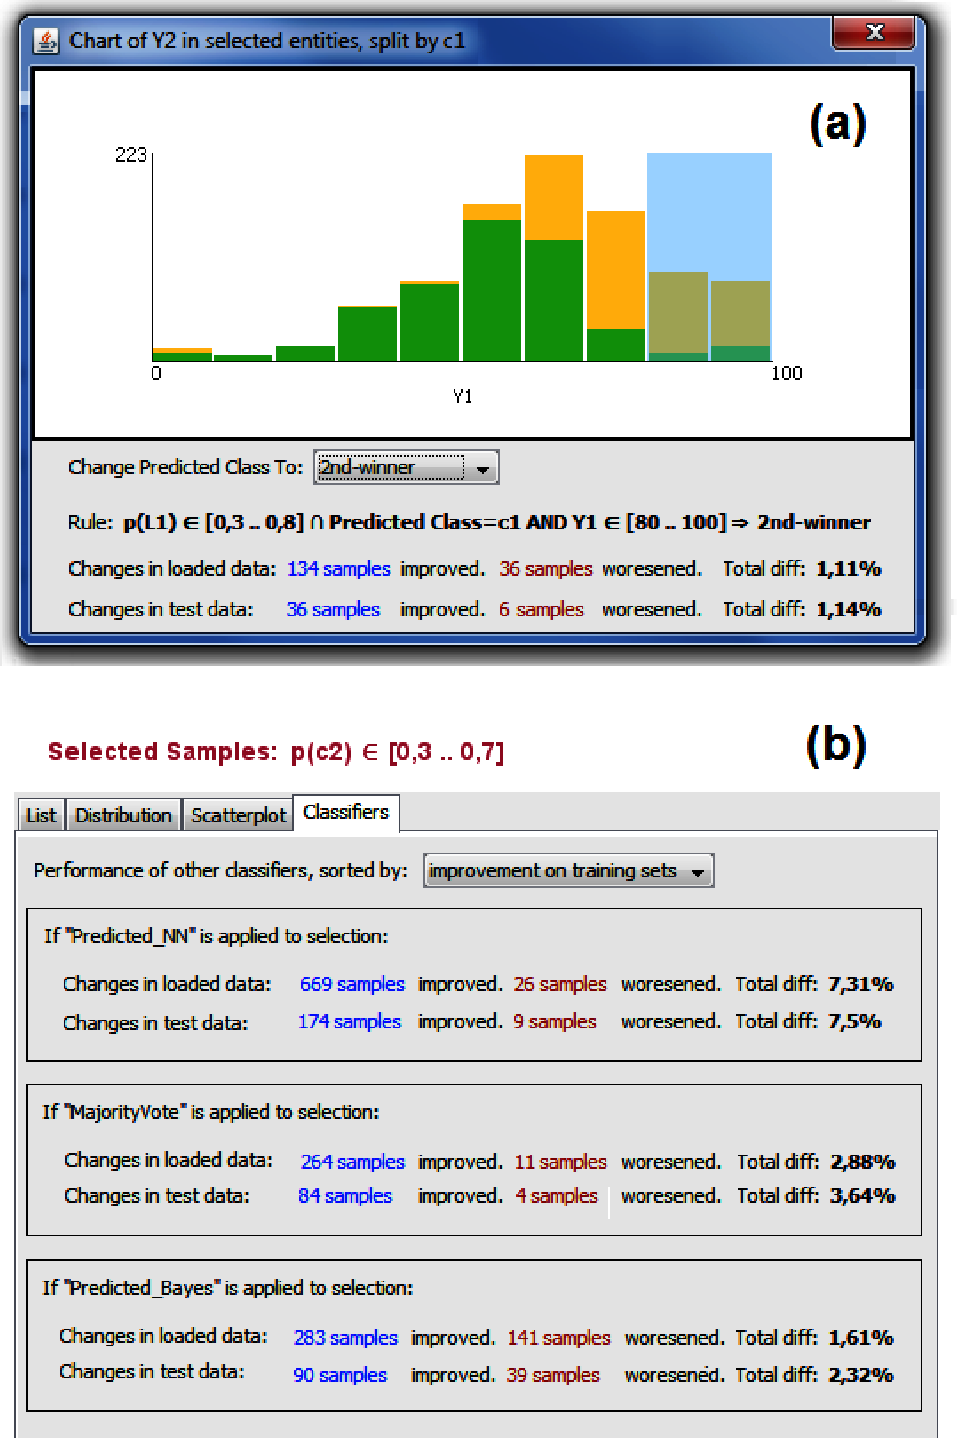 Chart of Y2 in selected entities, split by c1
x
(a)
223
0
100
Y1
Change Predicted Class To: 2nd-winner
Rule: p(L1) ∈ [0,3 .. 0,8] ∩ Predicted Class=c1 AND Y1 ∈ [80 .. 100] ⇒ 2nd-winner
Changes in loaded data: 134 samples improved. 36 samples woresened. Total diff: 1,11%
Changes in test data: 36 samples improved. 6 samples woresened. Total diff: 1,14%
(b)
Selected Samples: p(c2) ∈ [0,3 .. 0,7]
List Distribution Scatterplot Classifiers
Performance of other classifiers, sorted by: improvement on training sets
If "Predicted_NN" is applied to selection:
Changes in loaded data: 669 samples improved. 26 samples woresened. Total diff: 7,31%
Changes in test data: 174 samples improved. 9 samples woresened. Total diff: 7,5%
If "MajorityVote" is applied to selection:
Changes in loaded data: 264 samples improved. 11 samples woresened. Total diff: 2,88%
Changes in test data: 84 samples improved. 4 samples woresened. Total diff: 3,64%
If "Predicted_Bayes" is applied to selection:
Changes in loaded data: 283 samples improved. 141 samples woresened. Total diff: 1,61%
Changes in test data: 90 samples improved. 39 samples woresened. Total diff: 2,32%